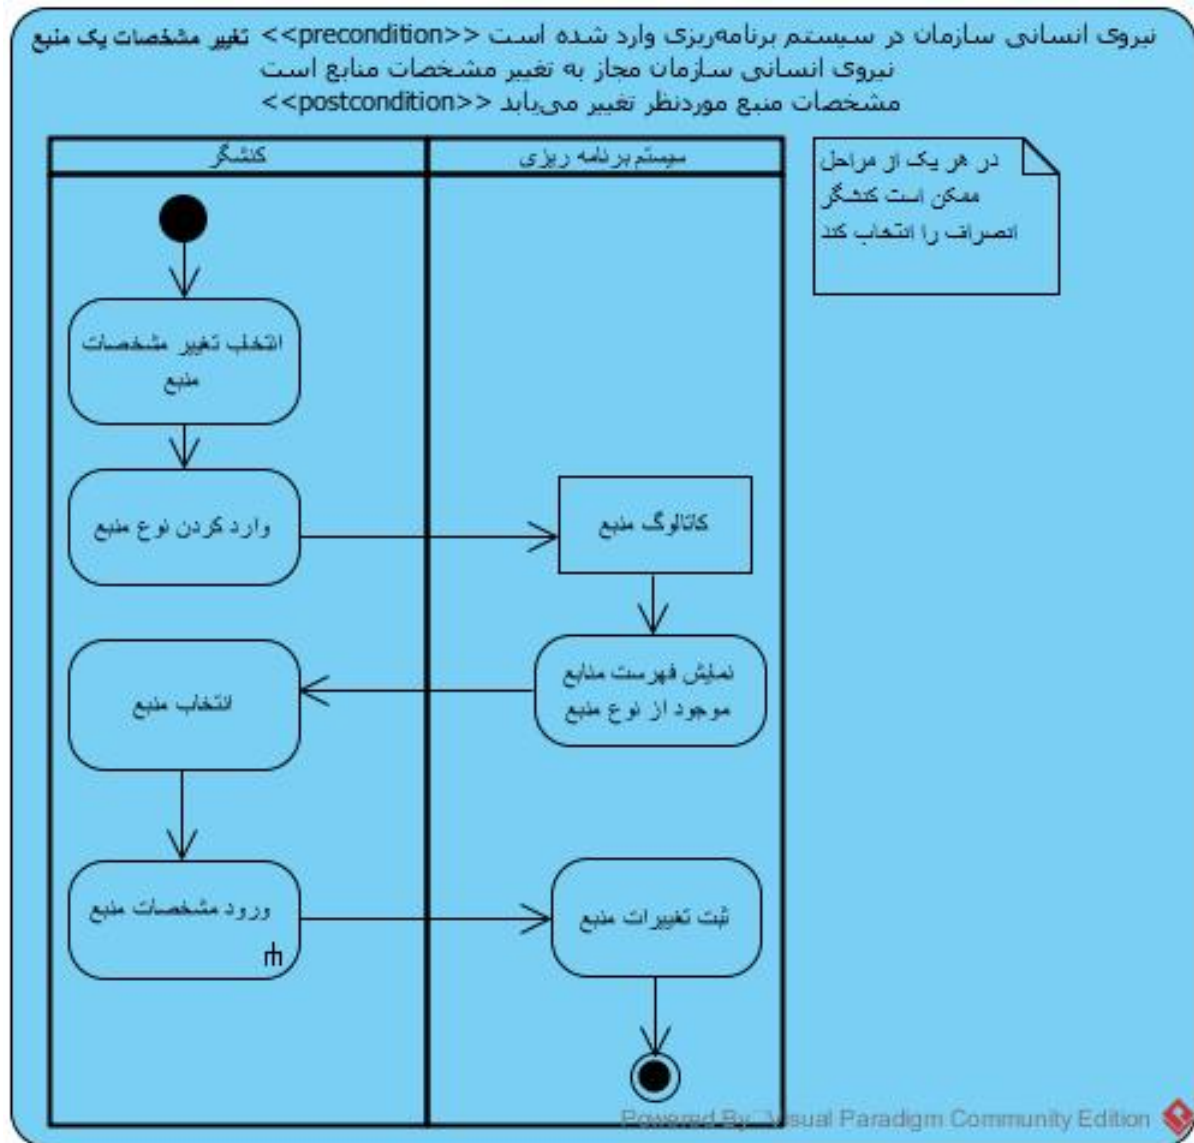 تغییر مشخصات یک منبع <<precondition>> نیروی انسانی سازمان در سیستم برنامه‌ریزی وارد شده است
نیروی انسانی سازمان مجاز به تغییر مشخصات منابع است
<<postcondition>> مشخصات منبع موردنظر تغییر می‌یابد
کنشگر
سیستم برنامه ریزی
در هر یک از مراحل
ممکن است کنشگر
انصراف را انتخاب کند
انتخاب تغییر مشخصات
منبع
وارد کردن نوع منبع
کاتالوگ منبع
نمایش فهرست منابع
موجود از نوع منبع
انتخاب منبع
ورود مشخصات منبع
ثبت تغییرات منبع
Powered By Visual Paradigm Community Edition